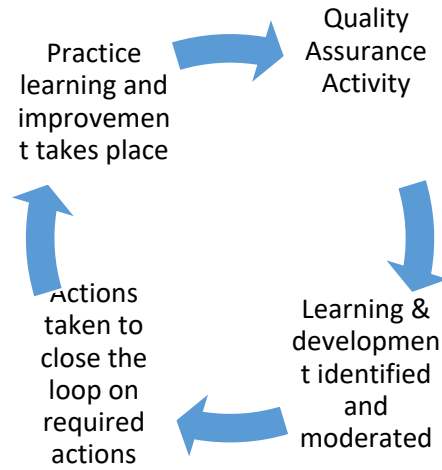 Quality
Assurance
Activity
Learning &
developmen
t identified
and
moderated
Actions
taken to
close the
loop on
required
actions
Practice
learning and
improvemen
t takes place